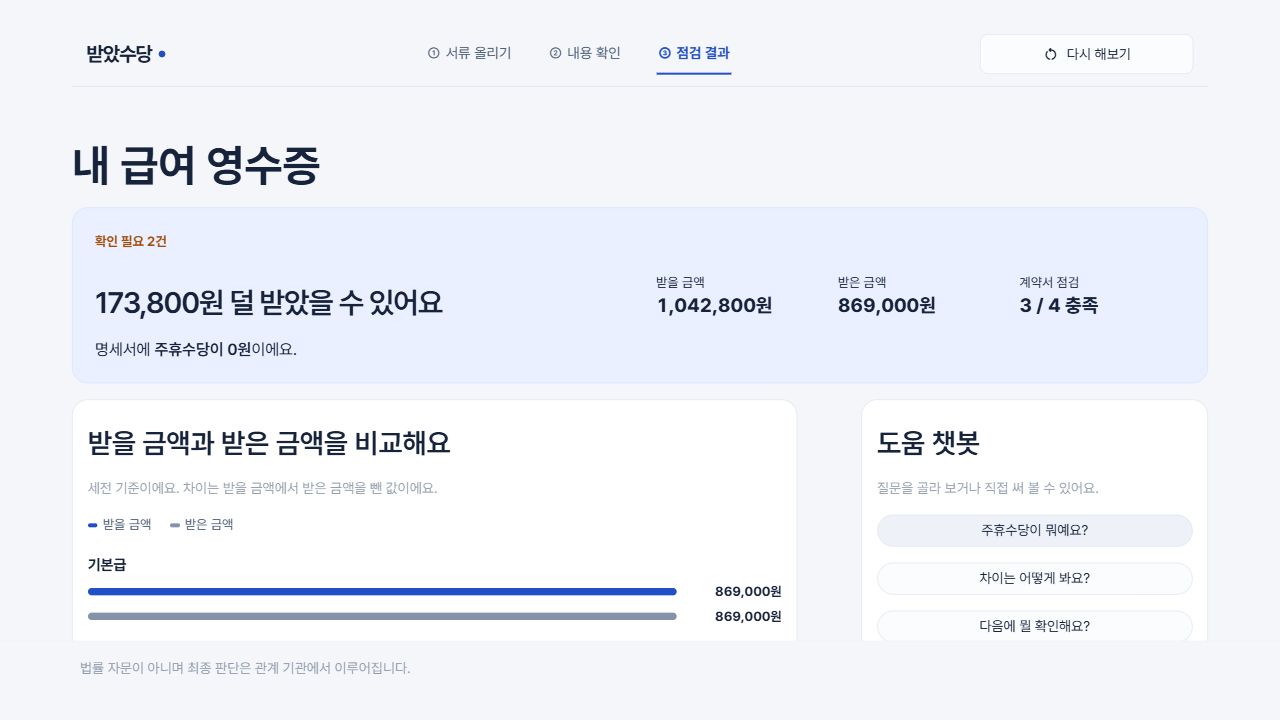 받았수당
① 서류 올리기
② 내용 확인
③ 점검 결과
다시 해보기
내 급여 영수증
확인 필요 2건
173,800원 덜 받았을 수 있어요
명세서에 주휴수당이 0원이에요.
받을 금액
1,042,800원
받은 금액
869,000원
계약서 점검
3 / 4 충족
받을 금액과 받은 금액을 비교해요
세전 기준이에요. 차이는 받을 금액에서 받은 금액을 뺀 값이에요.
받을 금액
받은 금액
기본급
869,000원
869,000원
도움 챗봇
질문을 골라 보거나 직접 써 볼 수 있어요.
주휴수당이 뭐예요?
차이는 어떻게 봐요?
다음에 뭘 확인해요?
법률 자문이 아니며 최종 판단은 관계 기관에서 이루어집니다.